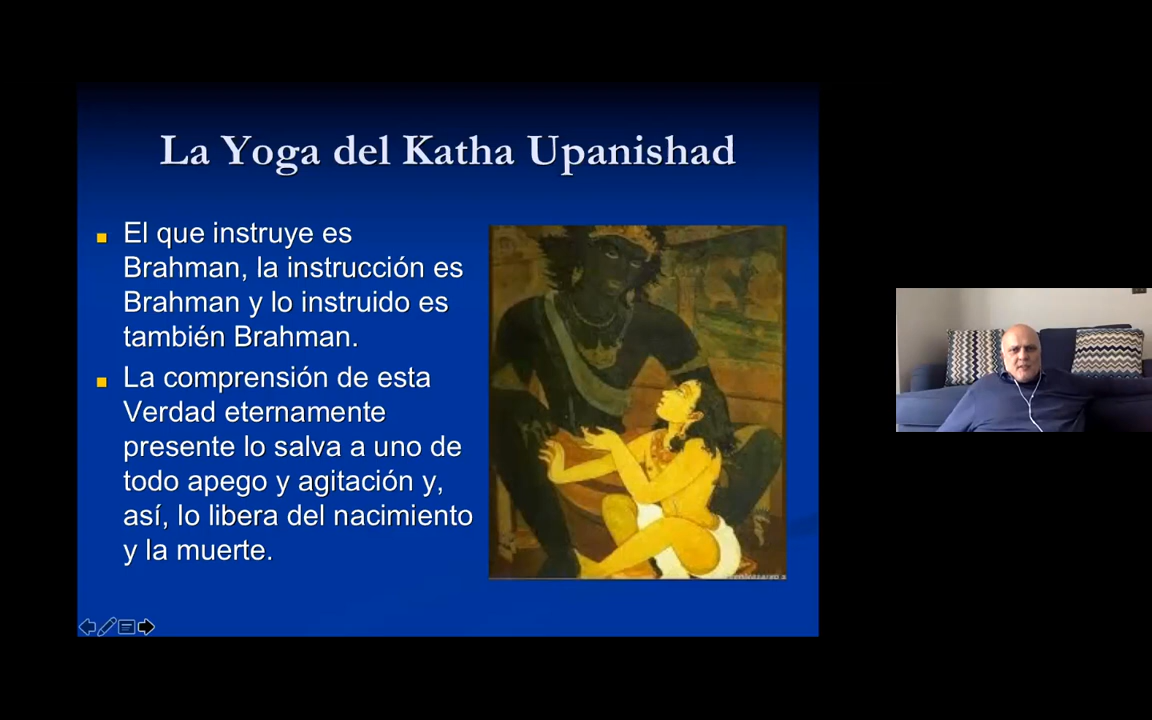 La Yoga del Katha Upanishad
El que instruye es
Brahman, la instrucción es
Brahman y lo instruido es
también Brahman.
La comprensión de esta
Verdad eternamente
presente lo salva a uno de
todo apego y agitación y,
así, lo libera del nacimiento
y la muerte.